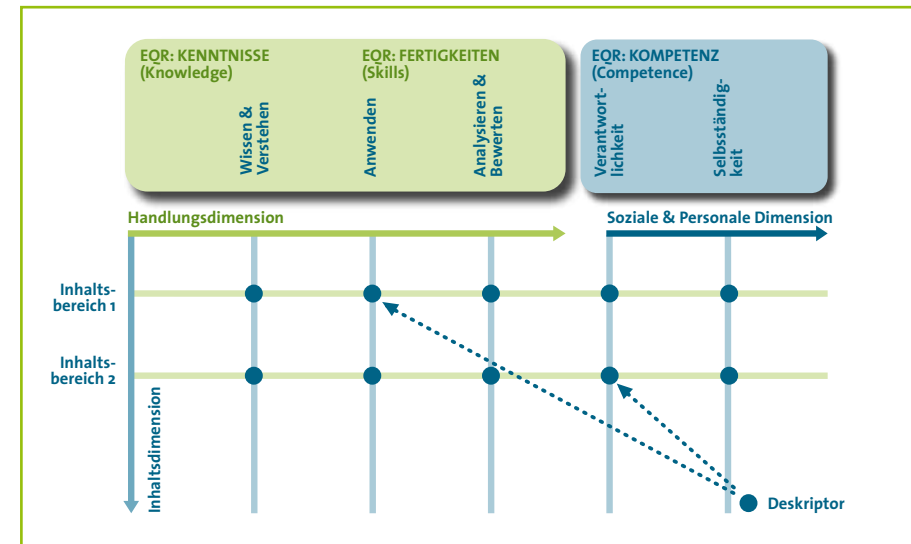 EQR: KENNTNISSE
(Knowledge)
EQR: FERTIGKEITEN
(Skills)
EQR: KOMPETENZ
(Competence)
Wissen &
Verstehen
Anwenden
Analysieren &
Bewerten
Verantwort-
lichkeit
Selbsständig-
keit
Handlungsdimension
Soziale & Personale Dimension
Inhalts-
bereich 1
Inhalts-
bereich 2
Inhaltsdimension
Deskriptor